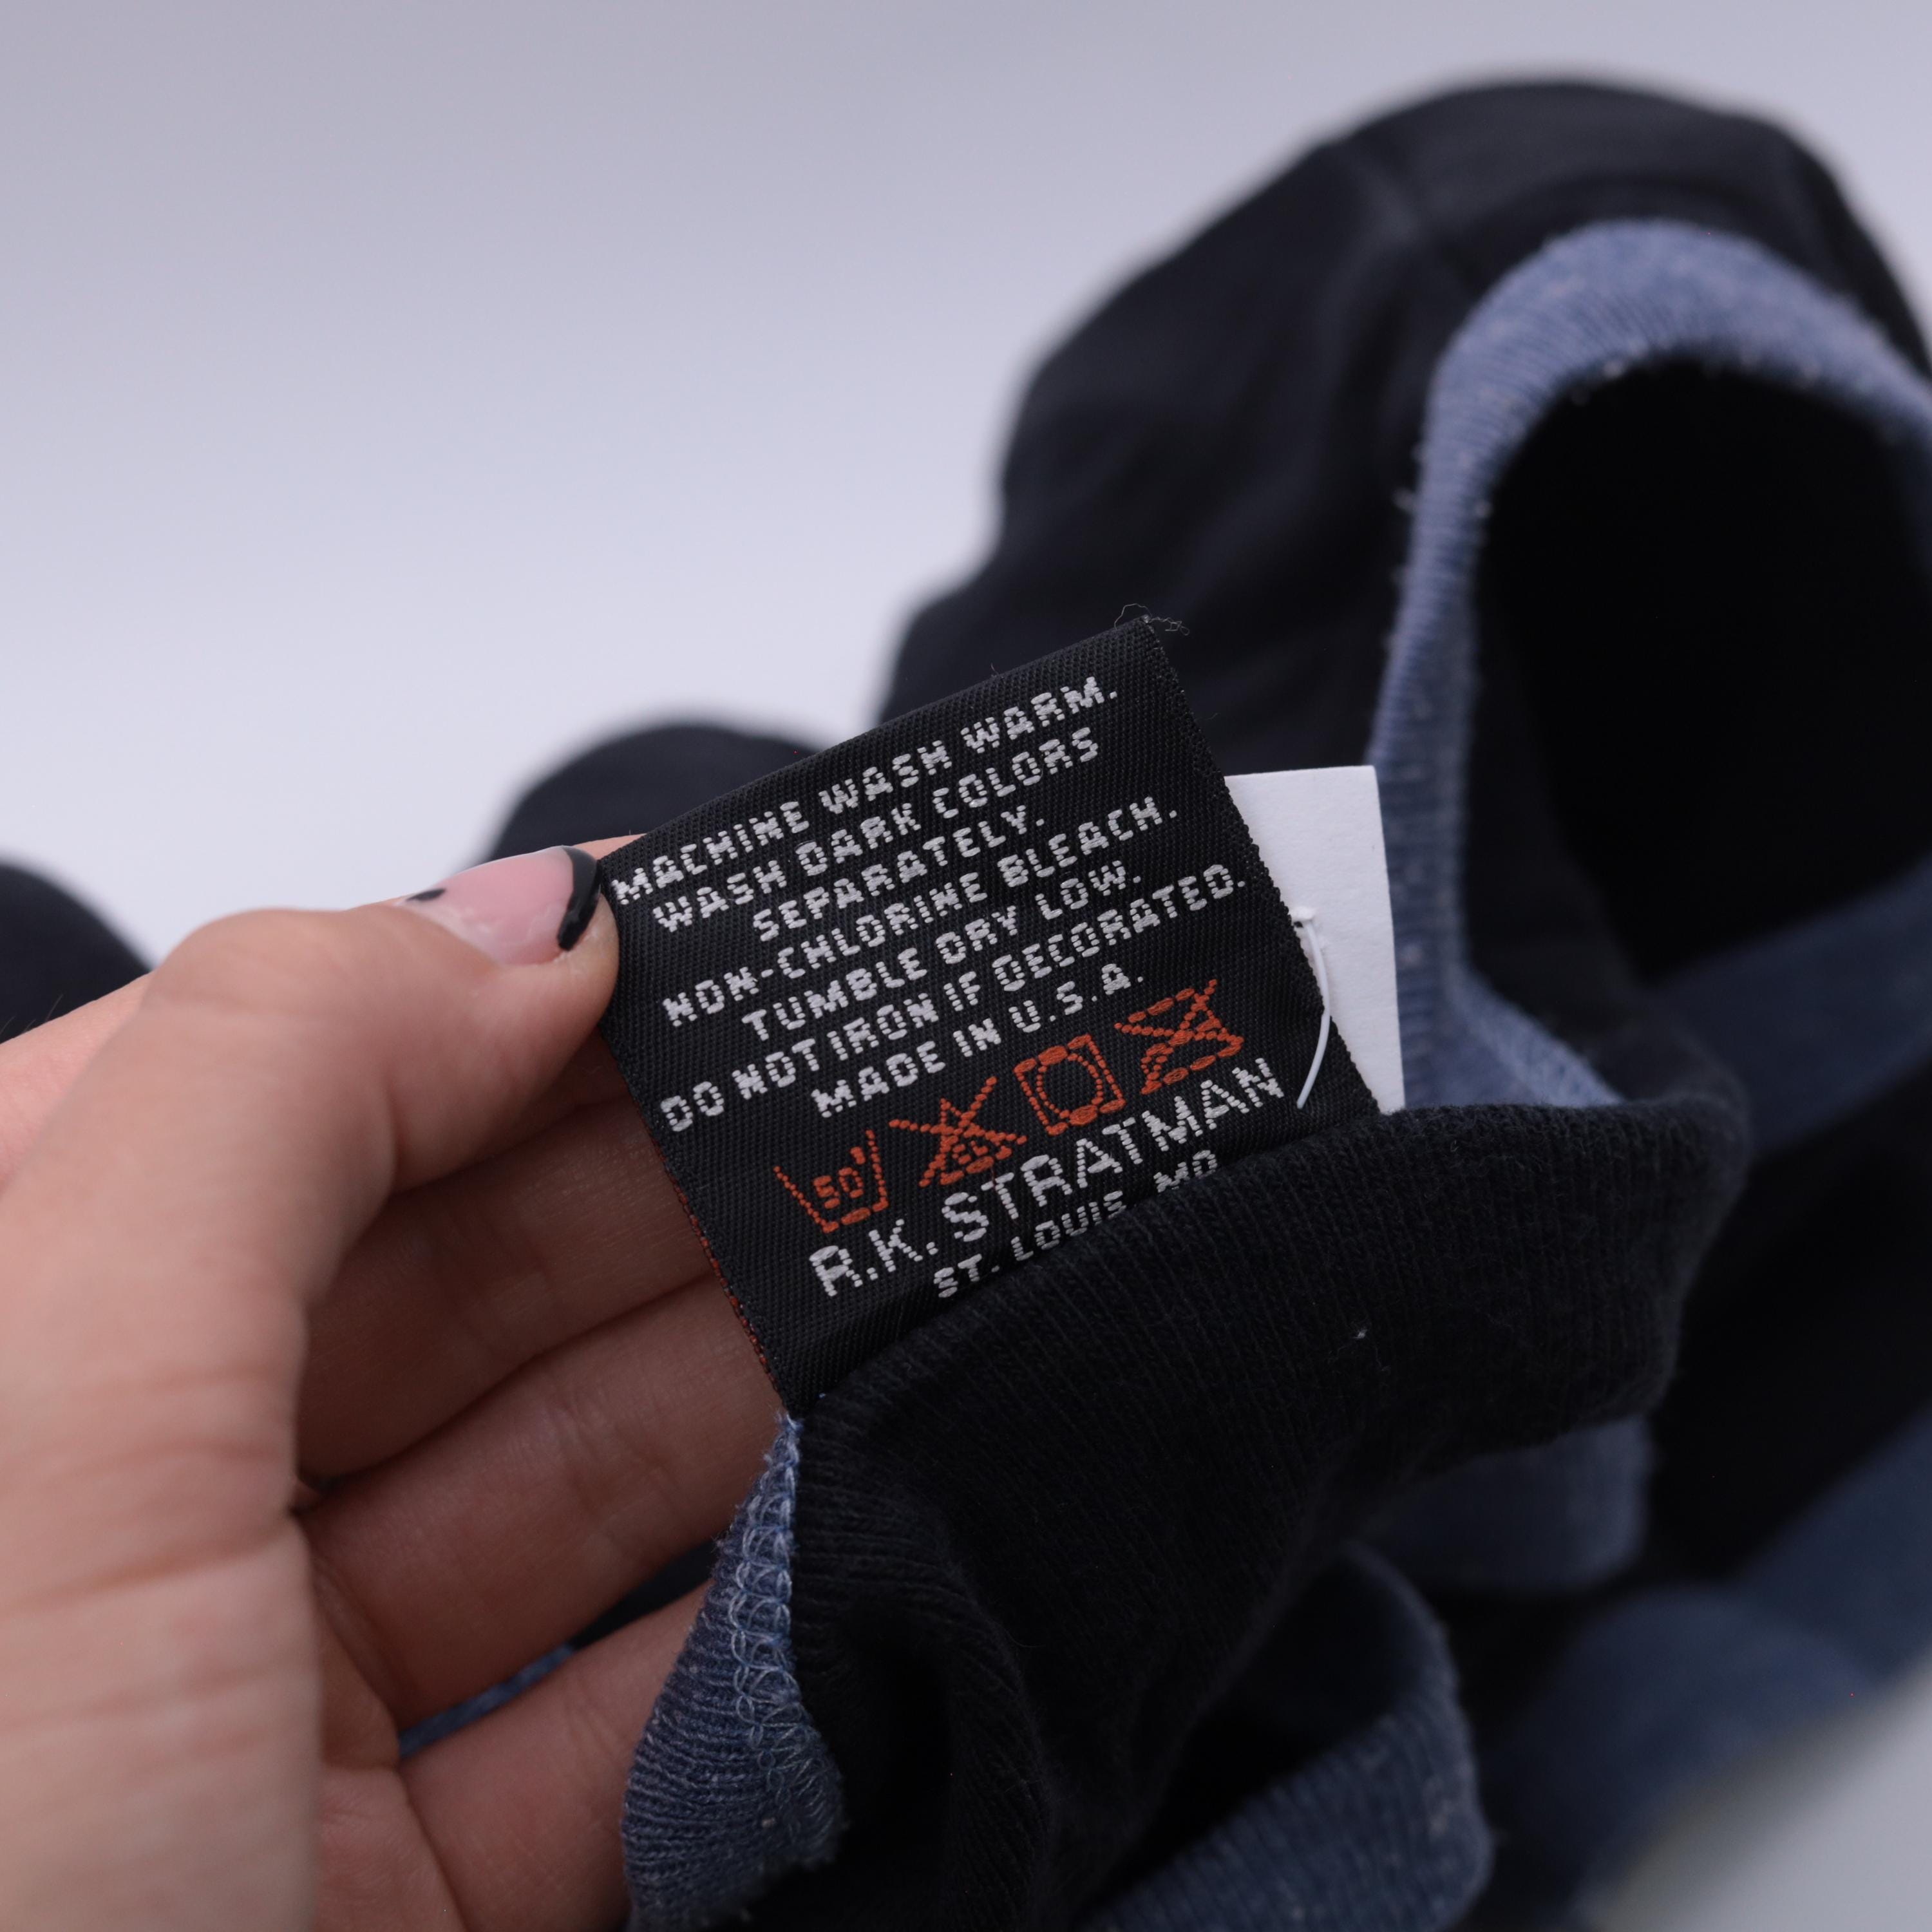 MACHINE WASH WARM.
WASH DARK COLORS
SEPARATELY.
NON-CHLORINE BLEACH.
TUMBLE DRY LOW.
DO NOT IRON IF DECORATED.
MADE IN U.S.A.
50° CL
R.K. STRATMAN
ST. LOUIS, MO